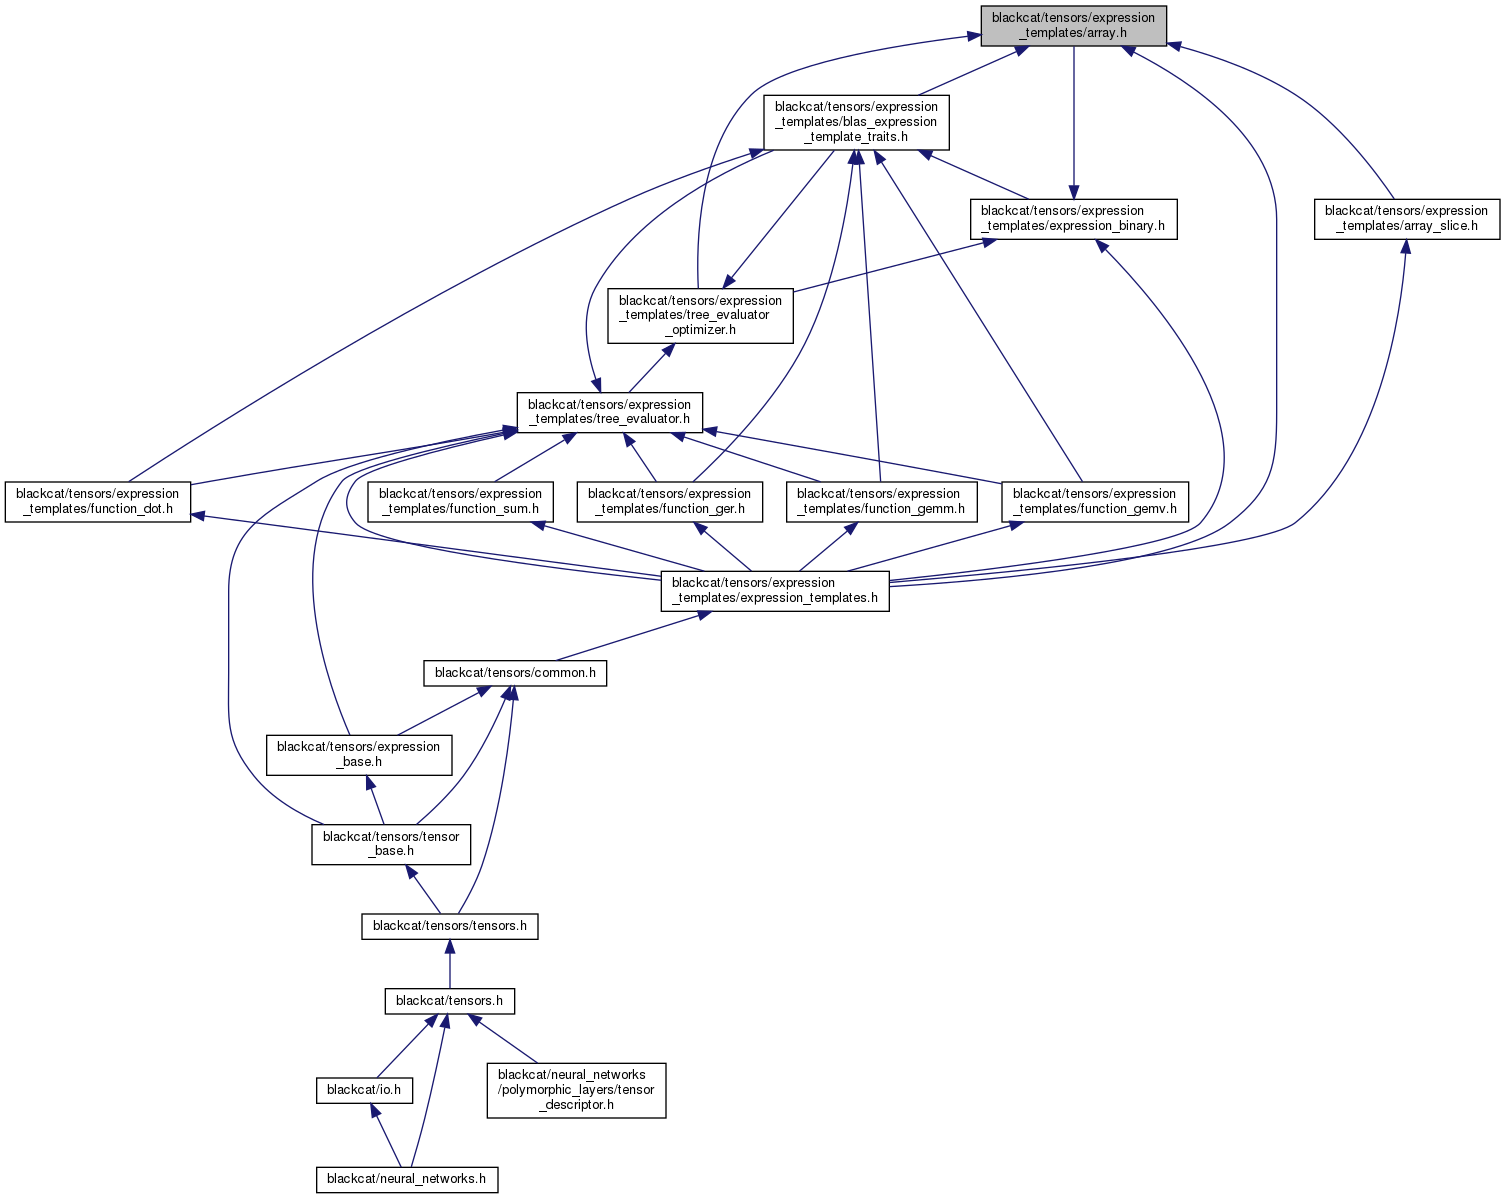 blackcat/tensors/expression
_templates/array.h
blackcat/tensors/expression
_templates/blas_expression
_template_traits.h
blackcat/tensors/expression
_templates/expression_binary.h
blackcat/tensors/expression
_templates/array_slice.h
blackcat/tensors/expression
_templates/tree_evaluator
_optimizer.h
blackcat/tensors/expression
_templates/tree_evaluator.h
blackcat/tensors/expression
_templates/function_dot.h
blackcat/tensors/expression
_templates/function_sum.h
blackcat/tensors/expression
_templates/function_ger.h
blackcat/tensors/expression
_templates/function_gemm.h
blackcat/tensors/expression
_templates/function_gemv.h
blackcat/tensors/expression
_templates/expression_templates.h
blackcat/tensors/common.h
blackcat/tensors/expression
_base.h
blackcat/tensors/tensor
_base.h
blackcat/tensors/tensors.h
blackcat/tensors.h
blackcat/io.h
blackcat/neural_networks
/polymorphic_layers/tensor
_descriptor.h
blackcat/neural_networks.h